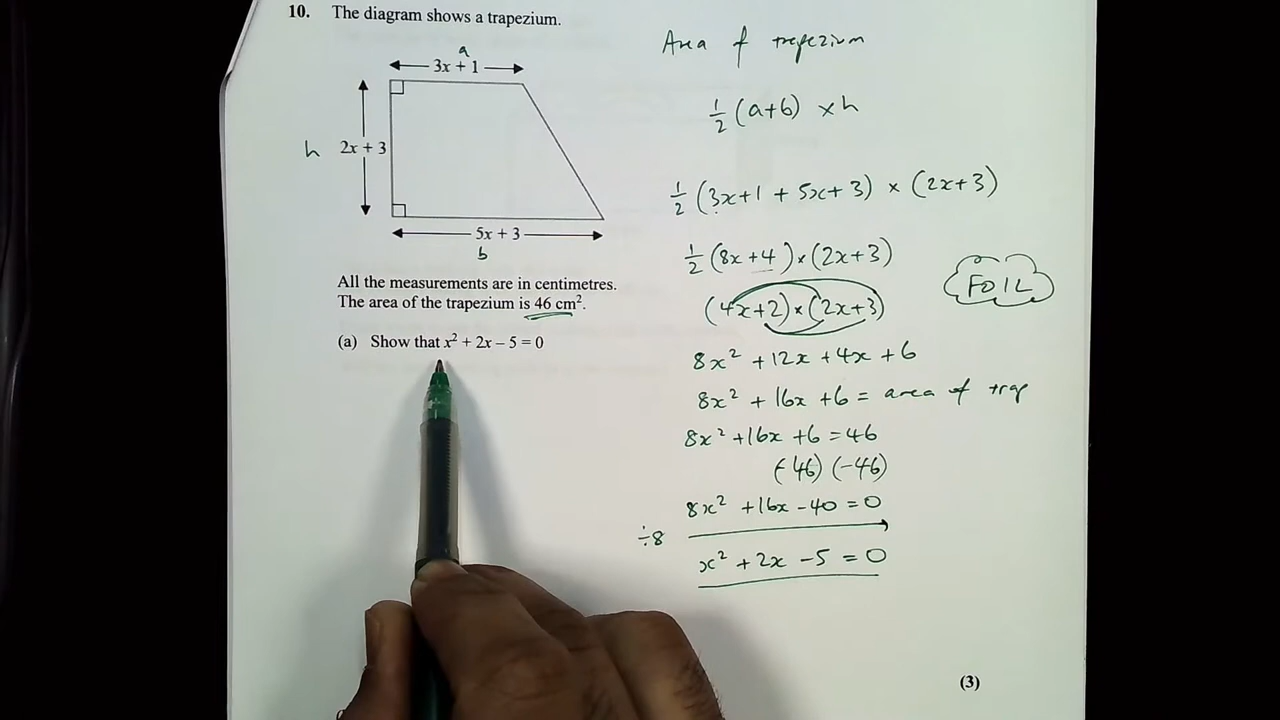 10. The diagram shows a trapezium.
a
3x + 1
h 2x + 3
5x + 3
b
All the measurements are in centimetres.
The area of the trapezium is 46 cm².
(a) Show that x² + 2x – 5 = 0
Area of trapezium
½ (a+b) × h
½ (3x+1 + 5x+3) × (2x+3)
½ (8x+4) × (2x+3)
FOIL
(4x+2) × (2x+3)
8x² + 12x + 4x + 6
8x² + 16x + 6 = area of trap
8x² + 16x + 6 = 46
(-46) (-46)
8x² + 16x - 40 = 0
÷8
x² + 2x - 5 = 0
(3)